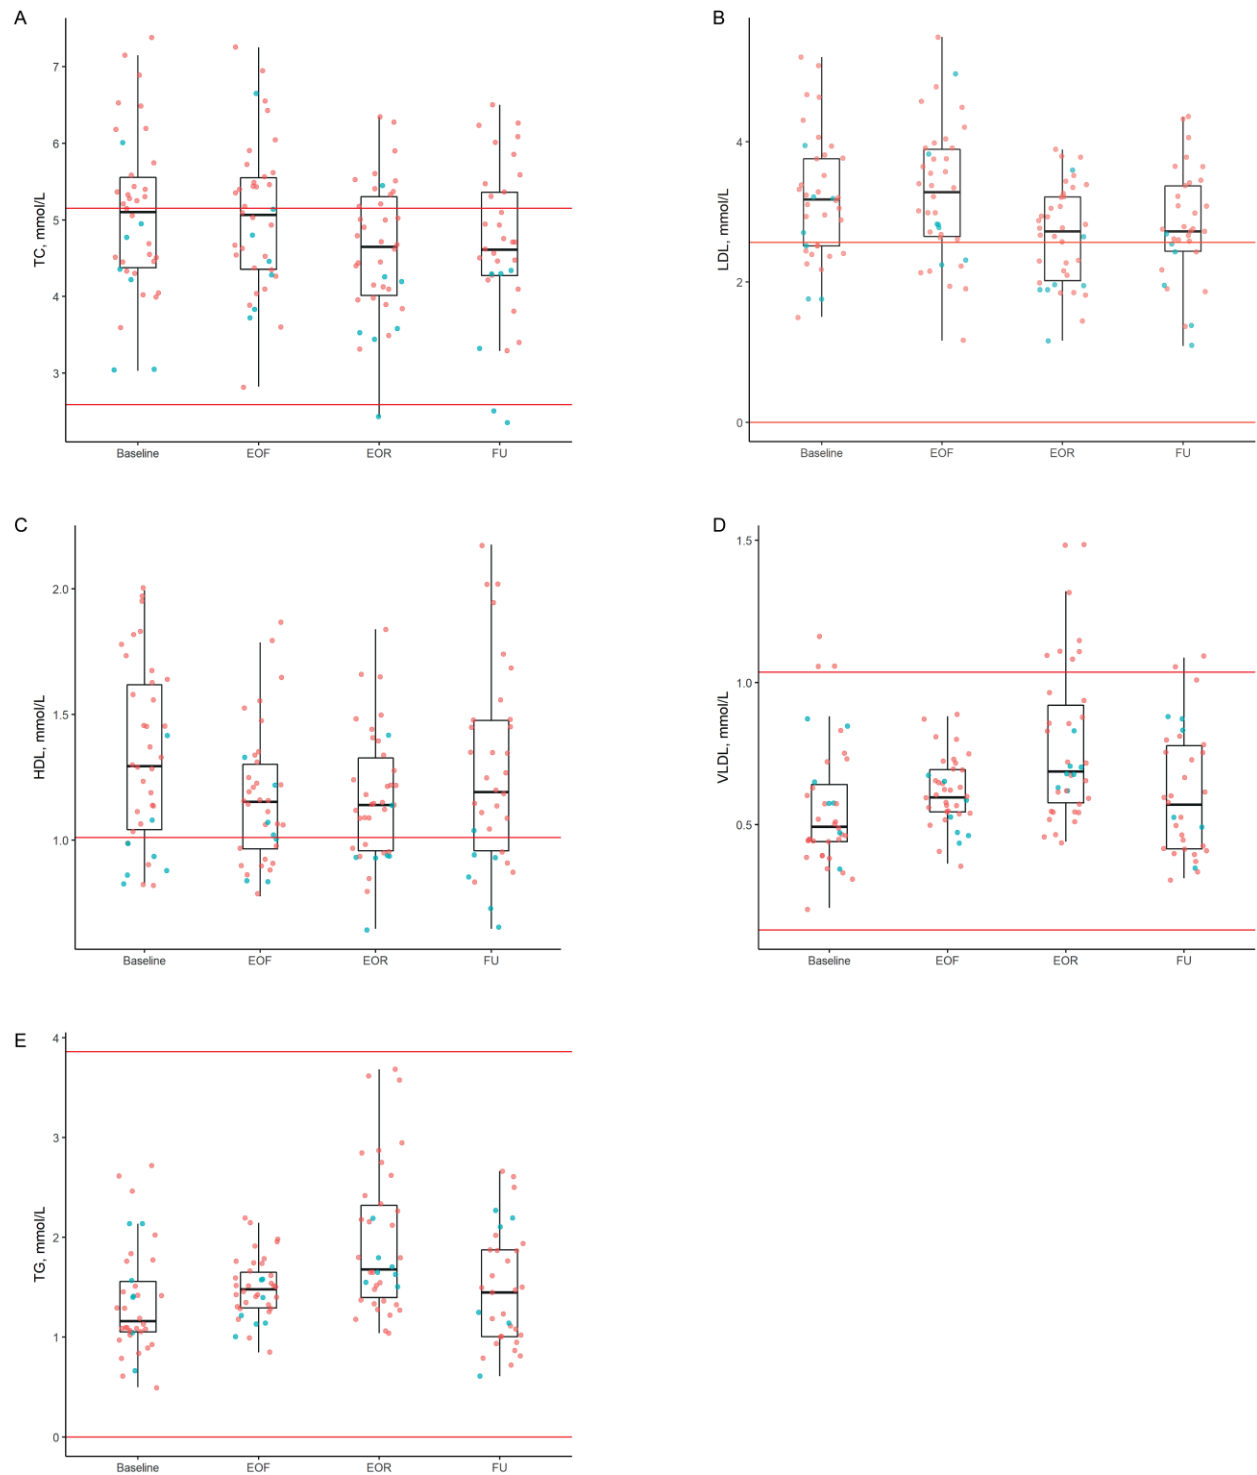 A
TC, mmol/L
7
6
5
4
3
Baseline EOF EOR FU
B
LDL, mmol/L
4
2
0
Baseline EOF EOR FU
C
HDL, mmol/L
2.0
1.5
1.0
Baseline EOF EOR FU
D
VLDL, mmol/L
1.5
1.0
0.5
Baseline EOF EOR FU
E
TG, mmol/L
4
3
2
1
0
Baseline EOF EOR FU